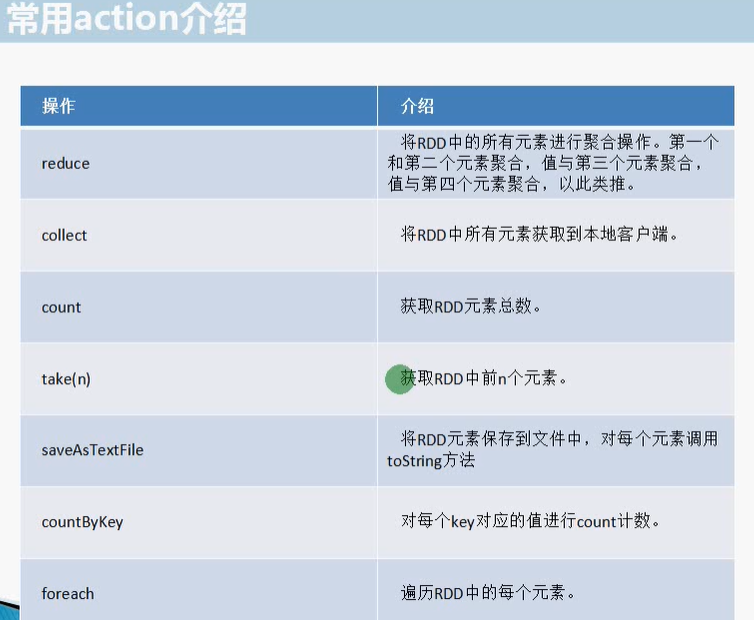 常用action介绍
操作
介绍
reduce
将RDD中的所有元素进行聚合操作。第一个
和第二个元素聚合，值与第三个元素聚合，
值与第四个元素聚合，以此类推。
collect
将RDD中所有元素获取到本地客户端。
count
获取RDD元素总数。
take(n)
获取RDD中前n个元素。
saveAsTextFile
将RDD元素保存到文件中，对每个元素调用
toString方法
countByKey
对每个key对应的值进行count计数。
foreach
遍历RDD中的每个元素。